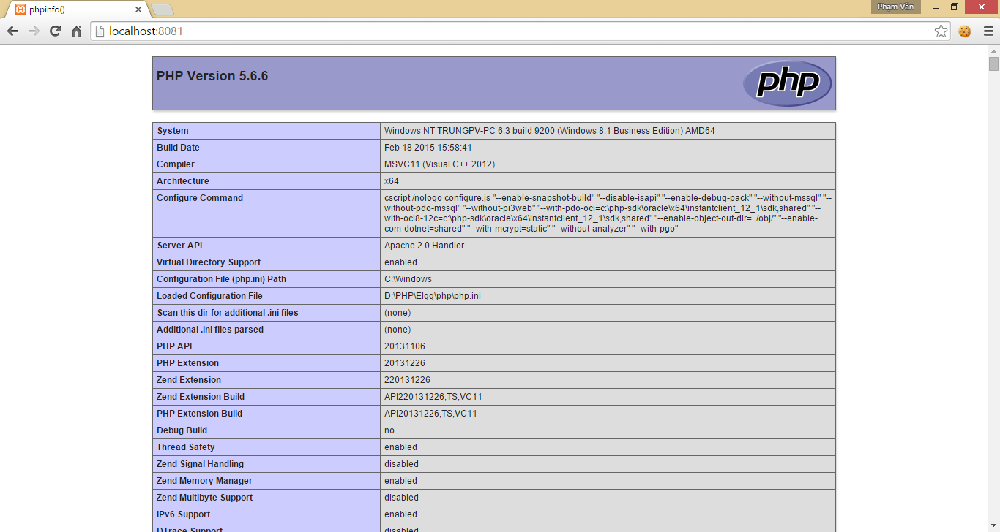 phpinfo()
Phạm Văn
localhost:8081
PHP Version 5.6.6
php
System Windows NT TRUNGPV-PC 6.3 build 9200 (Windows 8.1 Business Edition) AMD64
Build Date Feb 18 2015 15:58:41
Compiler MSVC11 (Visual C++ 2012)
Architecture x64
Configure Command cscript /nologo configure.js "--enable-snapshot-build" "--disable-isapi" "--enable-debug-pack" "--without-mssql" "--
without-pdo-mssql" "--without-pi3web" "--with-pdo-oci=c:\php-sdk\oracle\x64\instantclient_12_1\sdk,shared" "--
with-oci8-12c=c:\php-sdk\oracle\x64\instantclient_12_1\sdk,shared" "--enable-object-out-dir=../obj/" "--enable-
com-dotnet=shared" "--with-mcrypt=static" "--without-analyzer" "--with-pgo"
Server API Apache 2.0 Handler
Virtual Directory Support enabled
Configuration File (php.ini) Path C:\Windows
Loaded Configuration File D:\PHP\Elgg\php\php.ini
Scan this dir for additional .ini files (none)
Additional .ini files parsed (none)
PHP API 20131106
PHP Extension 20131226
Zend Extension 220131226
Zend Extension Build API220131226,TS,VC11
PHP Extension Build API20131226,TS,VC11
Debug Build no
Thread Safety enabled
Zend Signal Handling disabled
Zend Memory Manager enabled
Zend Multibyte Support disabled
IPv6 Support enabled
DTrace Support disabled